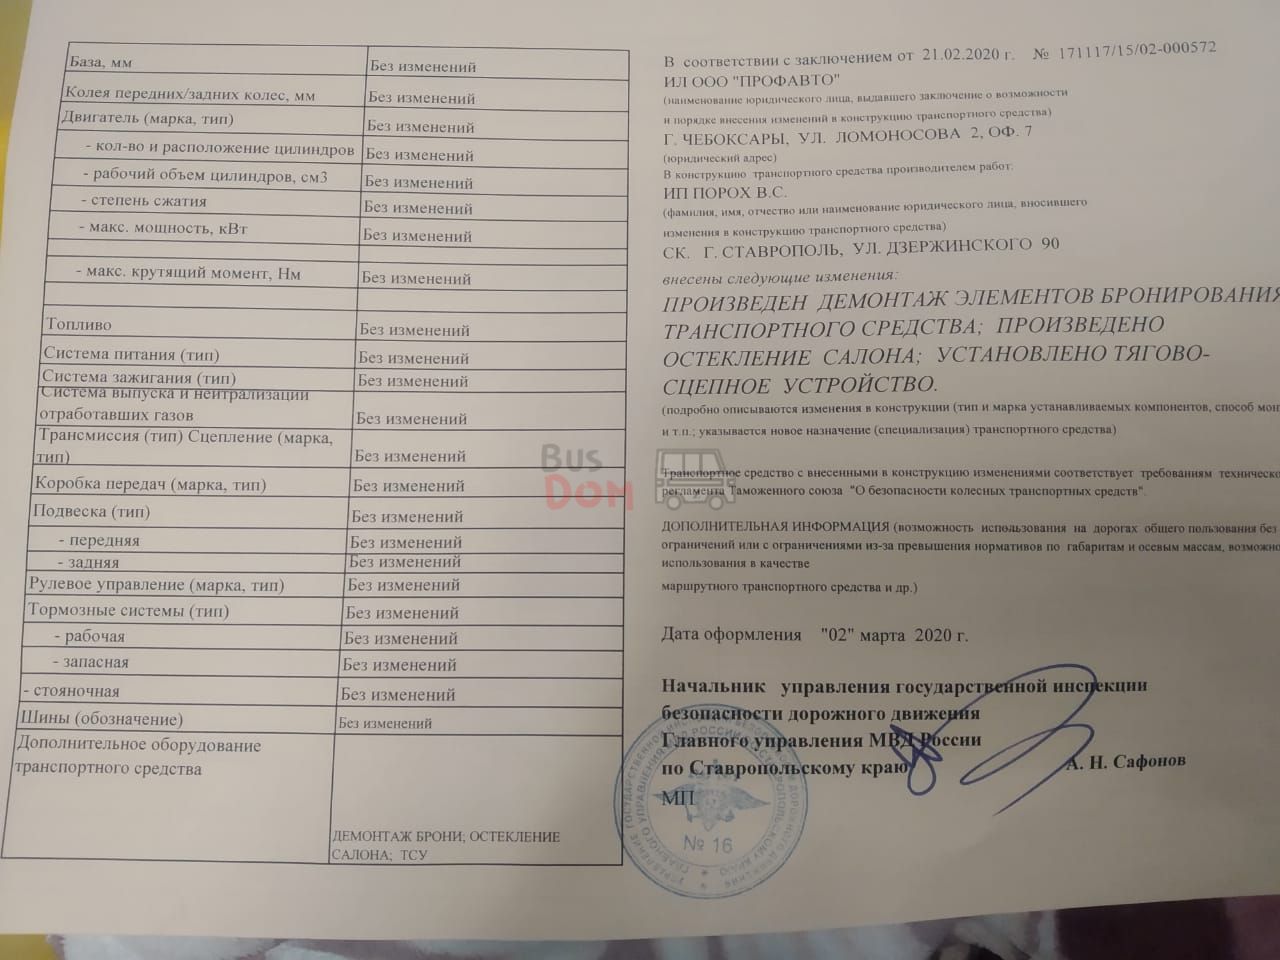 База, мм Без изменений
Колея передних/задних колес, мм Без изменений
Двигатель (марка, тип) Без изменений
- кол-во и расположение цилиндров Без изменений
- рабочий объем цилиндров, см3 Без изменений
- степень сжатия Без изменений
- макс. мощность, кВт Без изменений
- макс. крутящий момент, Нм Без изменений
Топливо Без изменений
Система питания (тип) Без изменений
Система зажигания (тип) Без изменений
Система выпуска и нейтрализации
отработавших газов Без изменений
Трансмиссия (тип) Сцепление (марка,
тип) Без изменений
Коробка передач (марка, тип) Без изменений
Подвеска (тип) Без изменений
- передняя Без изменений
- задняя Без изменений
Рулевое управление (марка, тип) Без изменений
Тормозные системы (тип) Без изменений
- рабочая Без изменений
- запасная Без изменений
- стояночная Без изменений
Шины (обозначение) Без изменений
Дополнительное оборудование
транспортного средства
ДЕМОНТАЖ БРОНИ; ОСТЕКЛЕНИЕ
САЛОНА; ТСУ
В соответствии с заключением от 21.02.2020 г. № 171117/15/02-000572
ИЛ ООО "ПРОФАВТО"
(наименование юридического лица, выдавшего заключение о возможности
и порядке внесения изменений в конструкцию транспортного средства)
Г. ЧЕБОКСАРЫ, УЛ. ЛОМОНОСОВА 2, ОФ. 7
(юридический адрес)
В конструкцию транспортного средства производителем работ:
ИП ПОРОХ В.С.
(фамилия, имя, отчество или наименование юридического лица, вносившего
изменения в конструкцию транспортного средства)
СК. Г. СТАВРОПОЛЬ, УЛ. ДЗЕРЖИНСКОГО 90
внесены следующие изменения:
ПРОИЗВЕДЕН ДЕМОНТАЖ ЭЛЕМЕНТОВ БРОНИРОВАНИЯ
ТРАНСПОРТНОГО СРЕДСТВА; ПРОИЗВЕДЕНО
ОСТЕКЛЕНИЕ САЛОНА; УСТАНОВЛЕНО ТЯГОВО-
СЦЕПНОЕ УСТРОЙСТВО.
(подробно описываются изменения в конструкции (тип и марка устанавливаемых компонентов, способ мон
и т.п.; указывается новое назначение (специализация) транспортного средства)
Bus
DOM
Транспортное средство с внесенными в конструкцию изменениями соответствует требованиям техническо
регламента Таможенного союза "О безопасности колесных транспортных средств".
ДОПОЛНИТЕЛЬНАЯ ИНФОРМАЦИЯ (возможность использования на дорогах общего пользования без
ограничений или с ограничениями из-за превышения нормативов по габаритам и осевым массам, возможно
использования в качестве
маршрутного транспортного средства и др.)
Дата оформления "02" марта 2020 г.
Начальник управления государственной инспекции
безопасности дорожного движения
Главного управления МВД России
по Ставропольскому краю А. Н. Сафонов
МП
№ 16